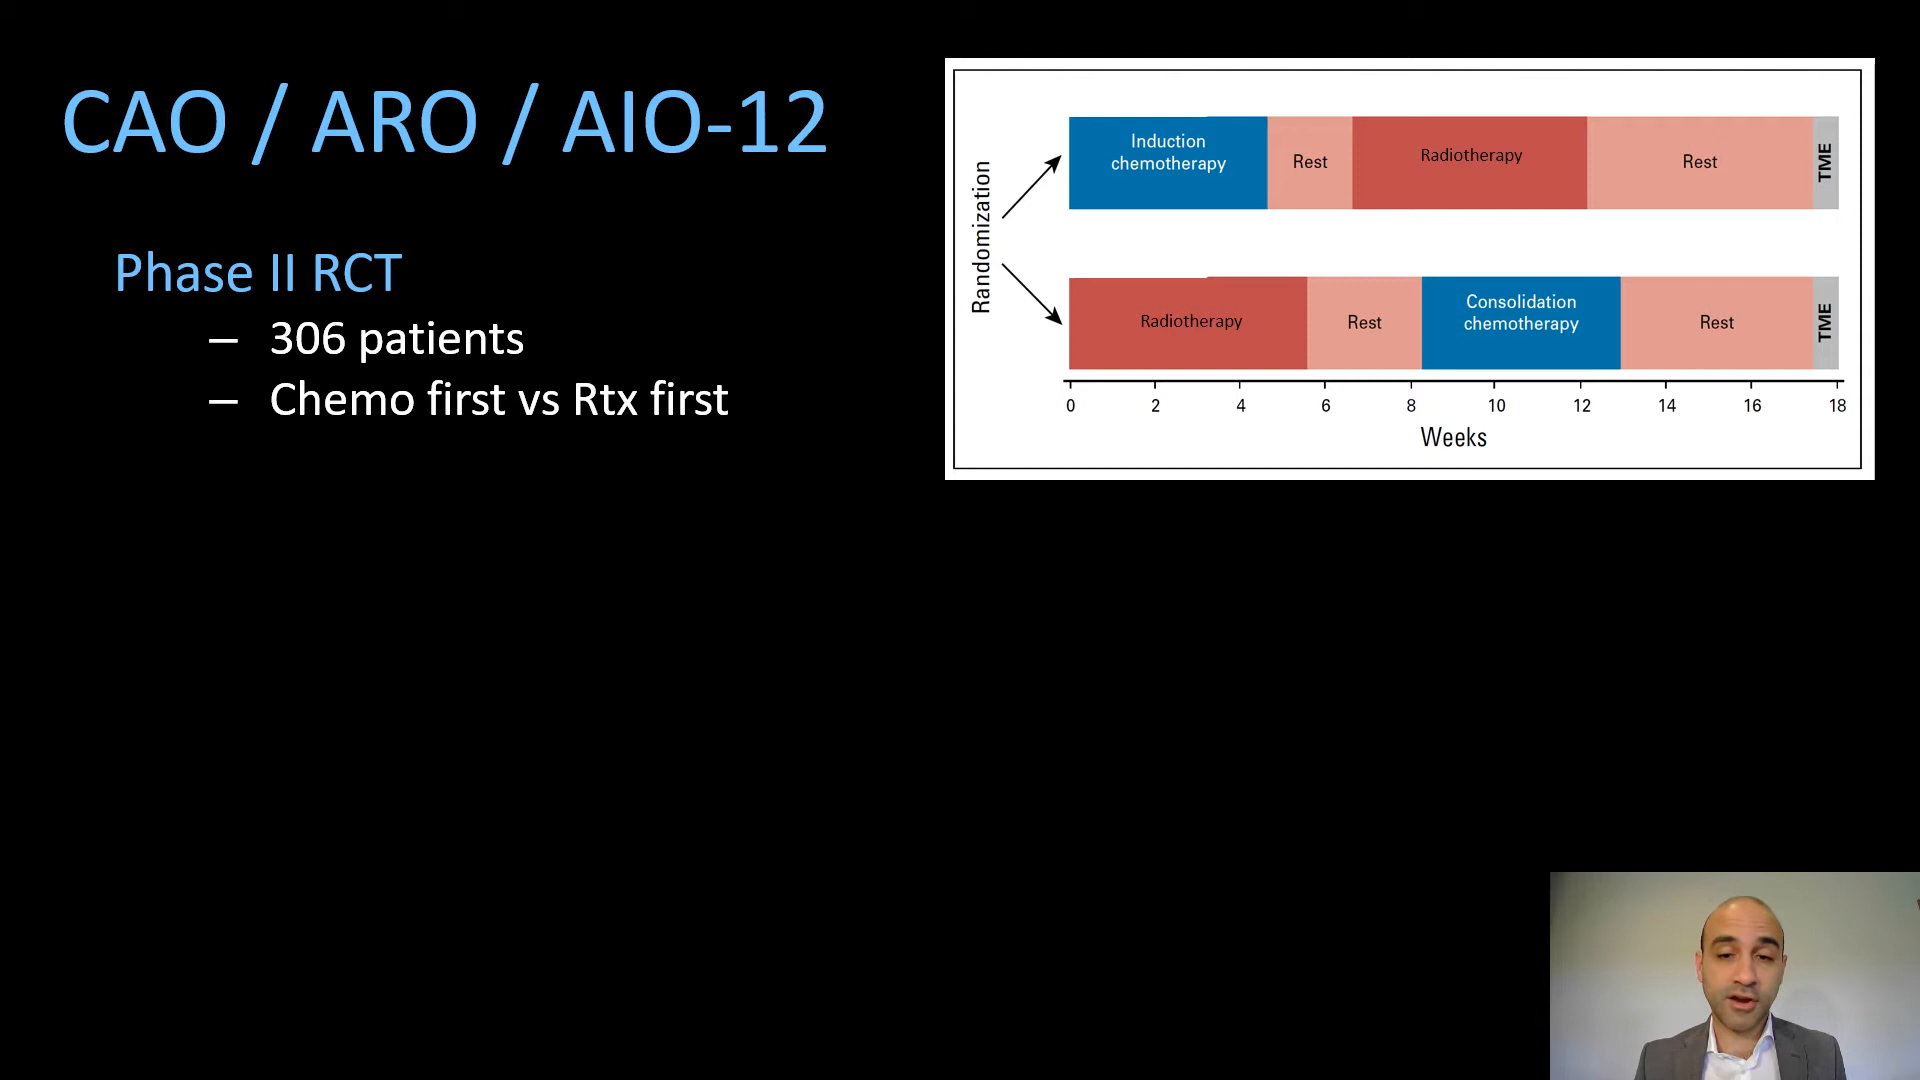 CAO / ARO / AIO-12
Phase II RCT
– 306 patients
– Chemo first vs Rtx first
Randomization
Induction
chemotherapy
Rest
Radiotherapy
Rest
TME
Radiotherapy
Rest
Consolidation
chemotherapy
Rest
TME
0 2 4 6 8 10 12 14 16 18
Weeks